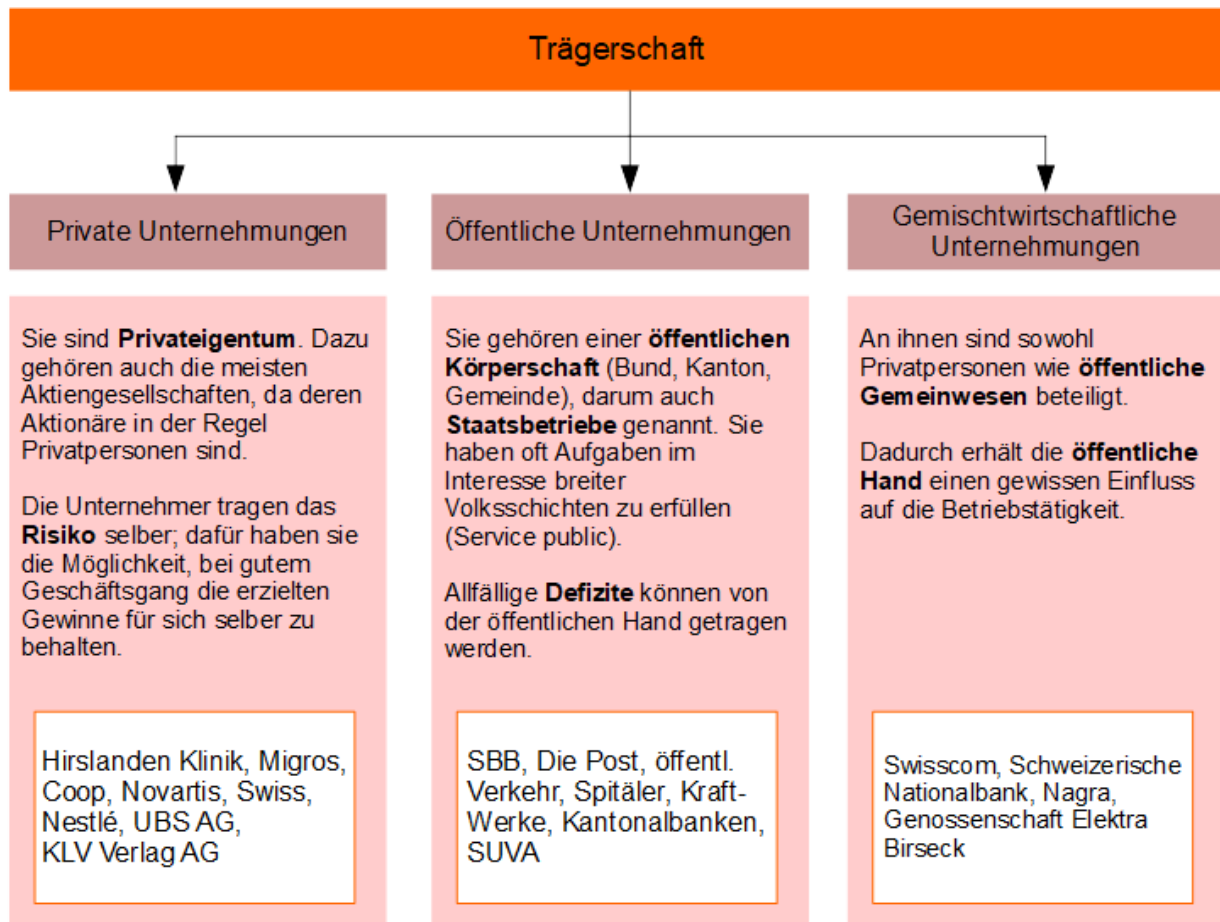 Trägerschaft
Private Unternehmungen
Sie sind Privateigentum. Dazu
gehören auch die meisten
Aktiengesellschaften, da deren
Aktionäre in der Regel
Privatpersonen sind.
Die Unternehmer tragen das
Risiko selber; dafür haben sie
die Möglichkeit, bei gutem
Geschäftsgang die erzielten
Gewinne für sich selber zu
behalten.
Hirslanden Klinik, Migros,
Coop, Novartis, Swiss,
Nestlé, UBS AG,
KLV Verlag AG
Öffentliche Unternehmungen
Sie gehören einer öffentlichen
Körperschaft (Bund, Kanton,
Gemeinde), darum auch
Staatsbetriebe genannt. Sie
haben oft Aufgaben im
Interesse breiter
Volksschichten zu erfüllen
(Service public).
Allfällige Defizite können von
der öffentlichen Hand getragen
werden.
SBB, Die Post, öffentl.
Verkehr, Spitäler, Kraft-
Werke, Kantonalbanken,
SUVA
Gemischtwirtschaftliche
Unternehmungen
An ihnen sind sowohl
Privatpersonen wie öffentliche
Gemeinwesen beteiligt.
Dadurch erhält die öffentliche
Hand einen gewissen Einfluss
auf die Betriebstätigkeit.
Swisscom, Schweizerische
Nationalbank, Nagra,
Genossenschaft Elektra
Birseck